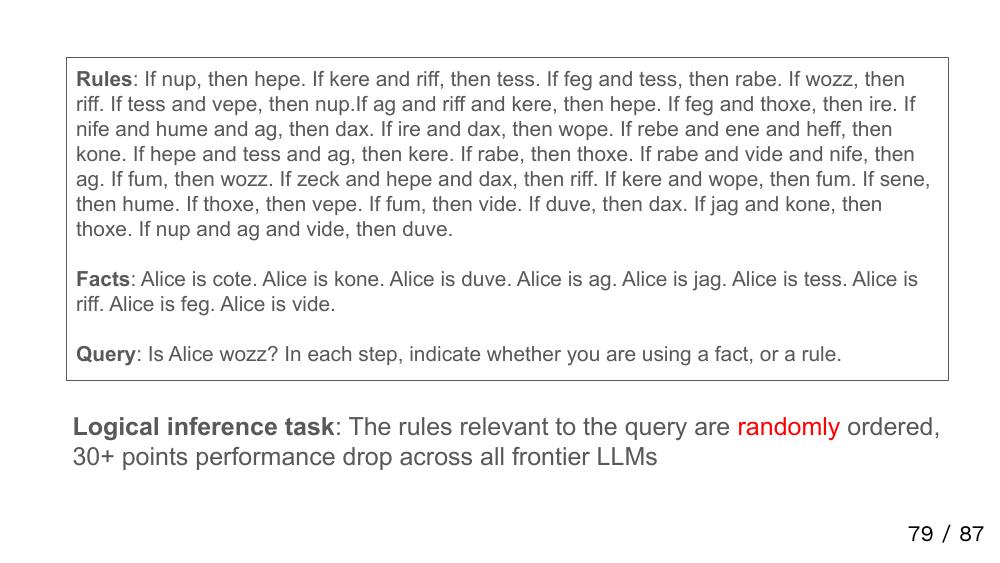 Rules: If nup, then hepe. If kere and riff, then tess. If feg and tess, then rabe. If wozz, then
riff. If tess and vepe, then nup.If ag and riff and kere, then hepe. If feg and thoxe, then ire. If
nife and hume and ag, then dax. If ire and dax, then wope. If rebe and ene and heff, then
kone. If hepe and tess and ag, then kere. If rabe, then thoxe. If rabe and vide and nife, then
ag. If fum, then wozz. If zeck and hepe and dax, then riff. If kere and wope, then fum. If sene,
then hume. If thoxe, then vepe. If fum, then vide. If duve, then dax. If jag and kone, then
thoxe. If nup and ag and vide, then duve.
Facts: Alice is cote. Alice is kone. Alice is duve. Alice is ag. Alice is jag. Alice is tess. Alice is
riff. Alice is feg. Alice is vide.
Query: Is Alice wozz? In each step, indicate whether you are using a fact, or a rule.
Logical inference task: The rules relevant to the query are randomly ordered,
30+ points performance drop across all frontier LLMs
79 / 87